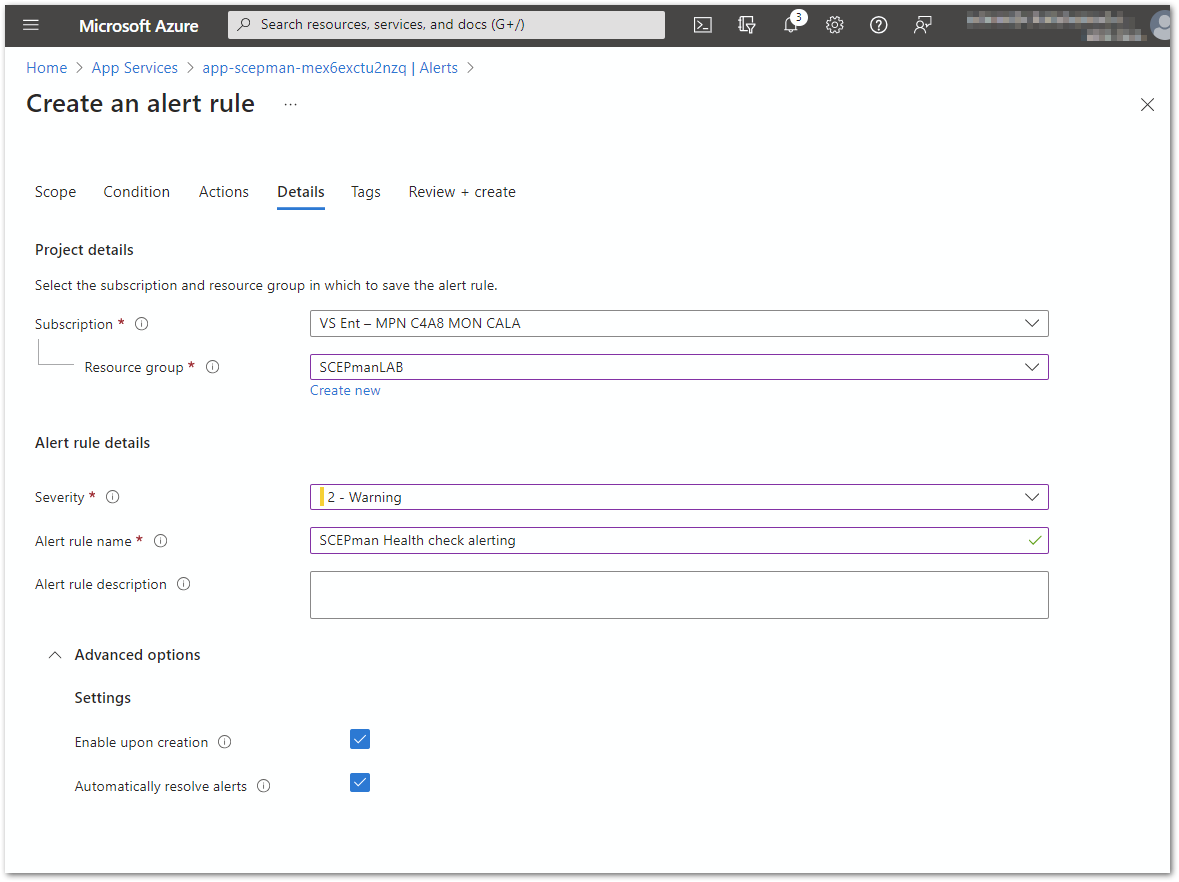 Microsoft Azure
Search resources, services, and docs (G+/)
3
Home > App Services > app-scepman-mex6exctu2nzq | Alerts >
Create an alert rule ...
Scope Condition Actions Details Tags Review + create
Project details
Select the subscription and resource group in which to save the alert rule.
Subscription *
VS Ent – MPN C4A8 MON CALA
Resource group *
SCEPmanLAB
Create new
Alert rule details
Severity *
2 - Warning
Alert rule name *
SCEPman Health check alerting
Alert rule description
Advanced options
Settings
Enable upon creation
Automatically resolve alerts